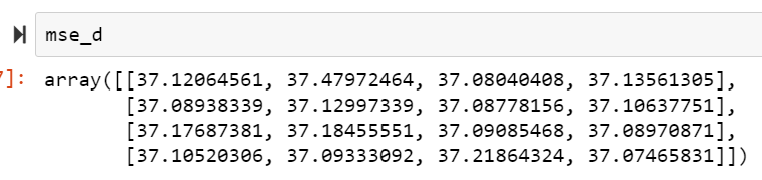 mse_d
7]: array([[37.12064561, 37.47972464, 37.08040408, 37.13561305],
[37.08938339, 37.12997339, 37.08778156, 37.10637751],
[37.17687381, 37.18455551, 37.09085468, 37.08970871],
[37.10520306, 37.09333092, 37.21864324, 37.07465831]])